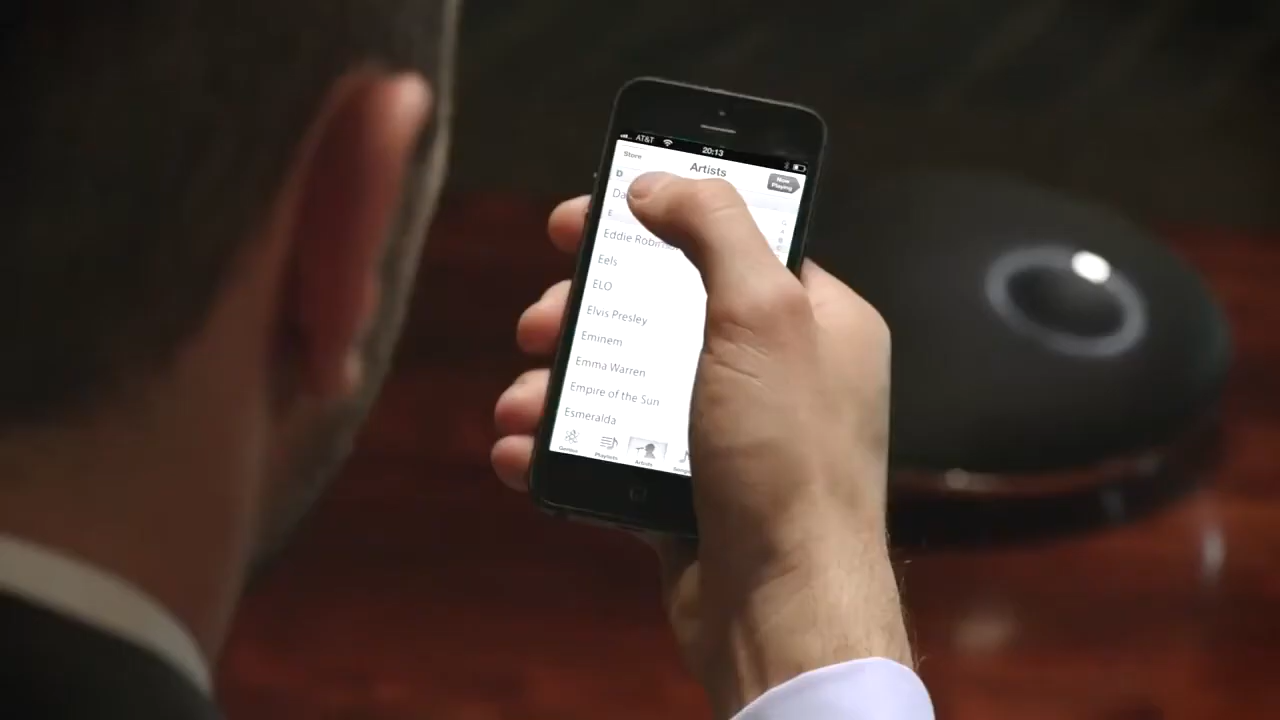 AT&T 20:13
Store Artists Now Playing
D
E
Eddie
Eels
ELO
Elvis Presley
Eminem
Emma Warren
Empire of the Sun
Esmeralda
Genres Playlists Artists